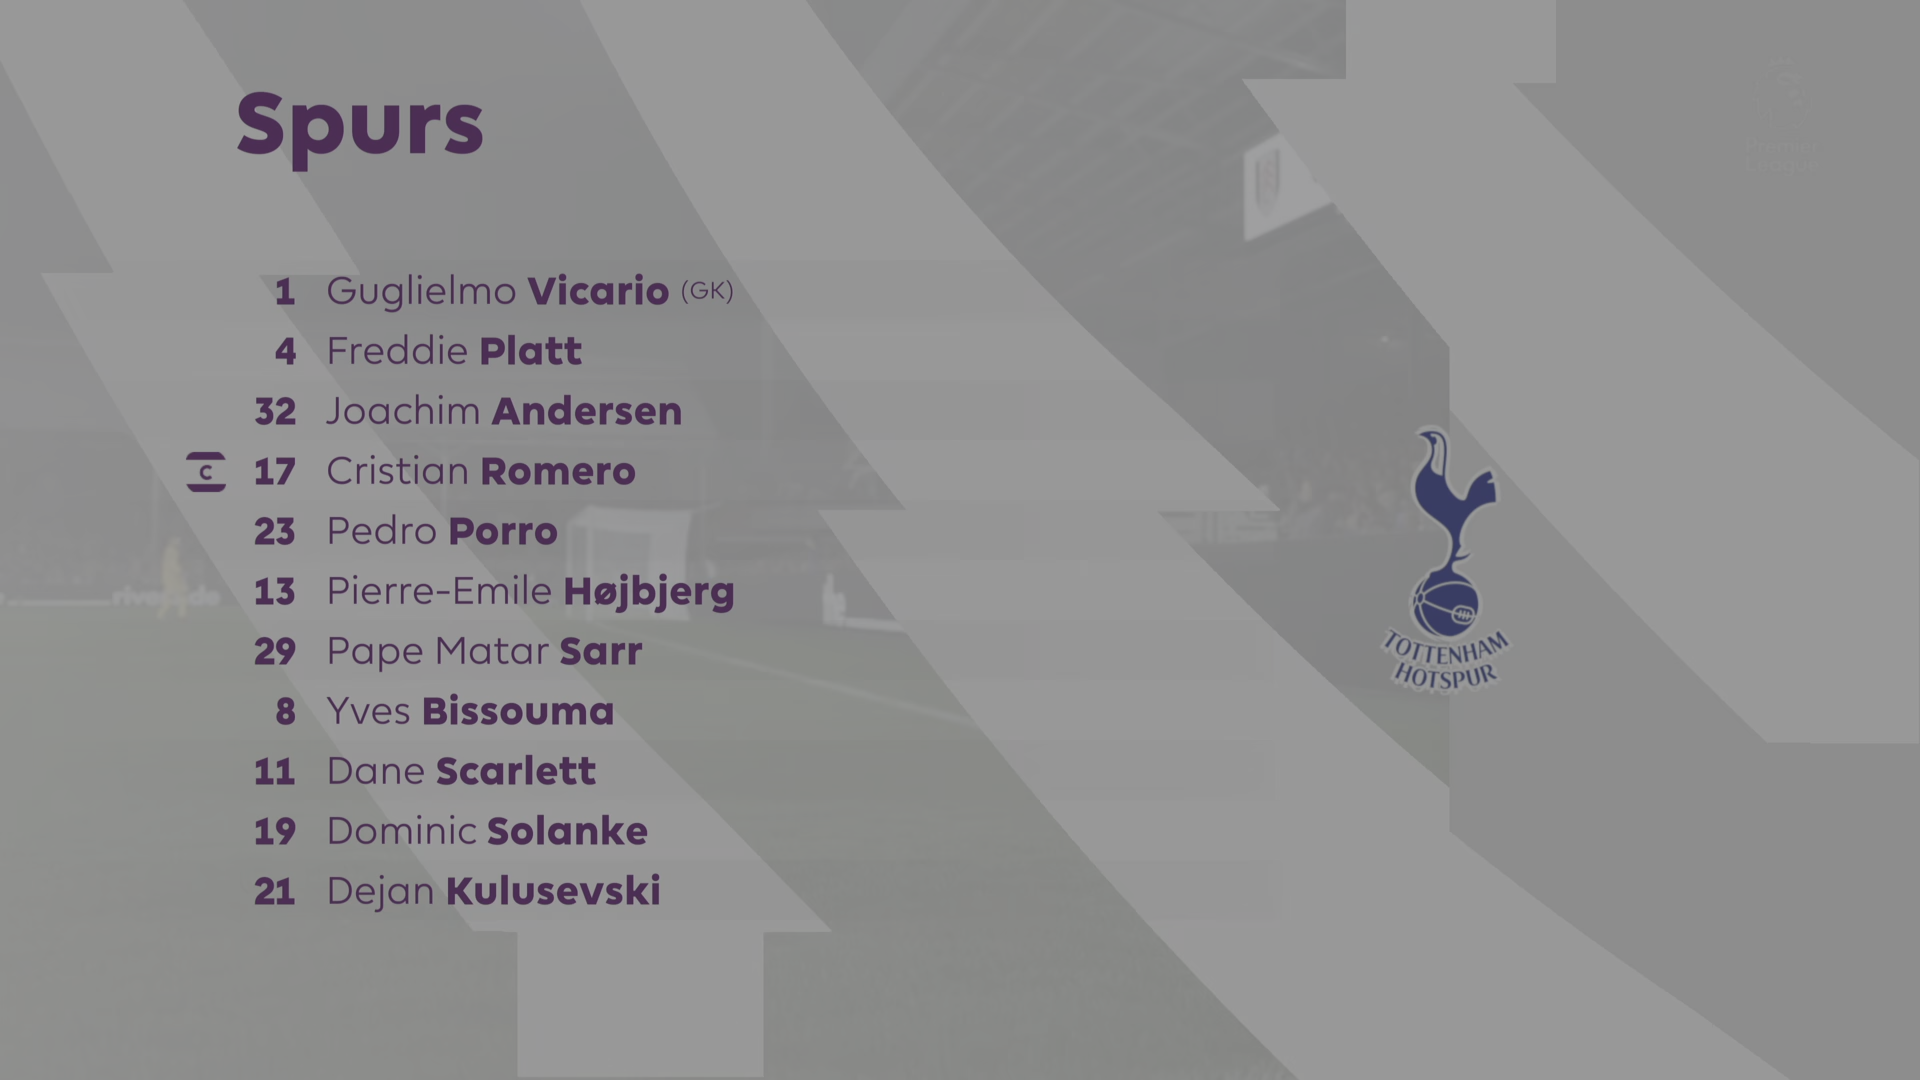 Spurs
Premier
League
1 Guglielmo Vicario (GK)
4 Freddie Platt
32 Joachim Andersen
C 17 Cristian Romero
23 Pedro Porro
13 Pierre-Emile Højbjerg
29 Pape Matar Sarr
8 Yves Bissouma
11 Dane Scarlett
19 Dominic Solanke
21 Dejan Kulusevski
TOTTENHAM
HOTSPUR